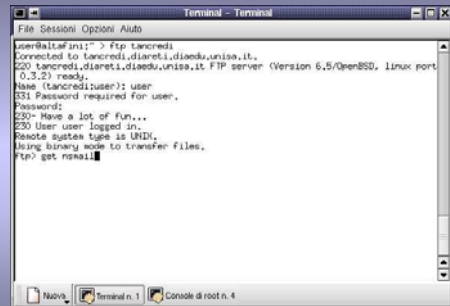 Terminal - Terminal
File Sessioni Opzioni Aiuto
user@altafini:~ > ftp tancredi
Connected to tancredi.diareti.diaedu.unisa.it.
220 tancredi.diareti.diaedu.unisa.it FTP server (Version 6.5/OpenBSD, linux port
0.3.2) ready.
Name (tancredi:user): user
331 Password required for user.
Password:
230- Have a lot of fun...
230 User user logged in.
Remote system type is UNIX.
Using binary mode to transfer files.
ftp> get nsmail
Nuova
Terminal n. 1
Console di root n. 4